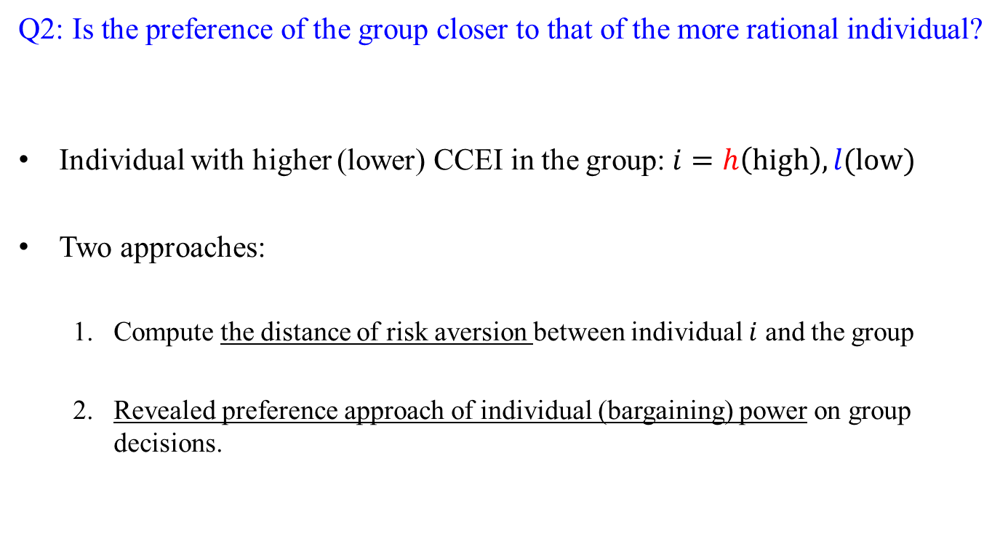 Q2: Is the preference of the group closer to that of the more rational individual?
• Individual with higher (lower) CCEI in the group: i = h(high), l(low)
• Two approaches:
1. Compute the distance of risk aversion between individual i and the group
2. Revealed preference approach of individual (bargaining) power on group
decisions.